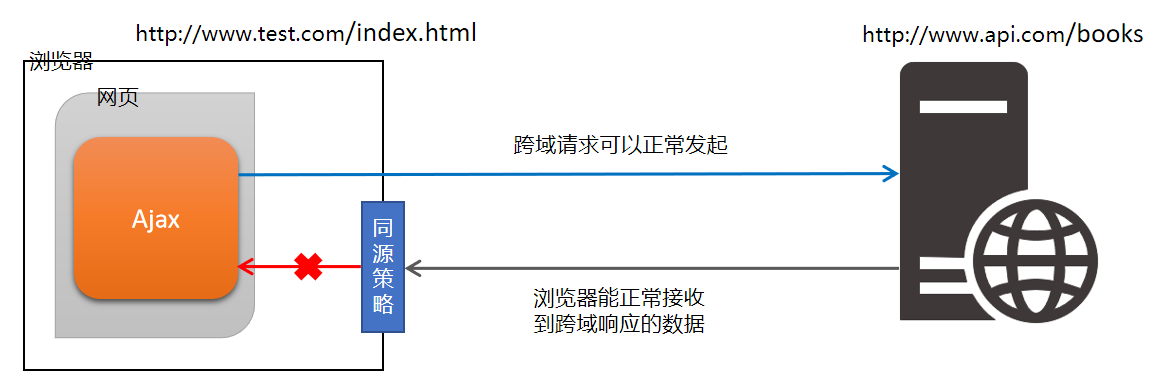 http://www.test.com/index.html
http://www.api.com/books
浏览器
网页
跨域请求可以正常发起
Ajax
同
源
策
略
浏览器能正常接收
到跨域响应的数据